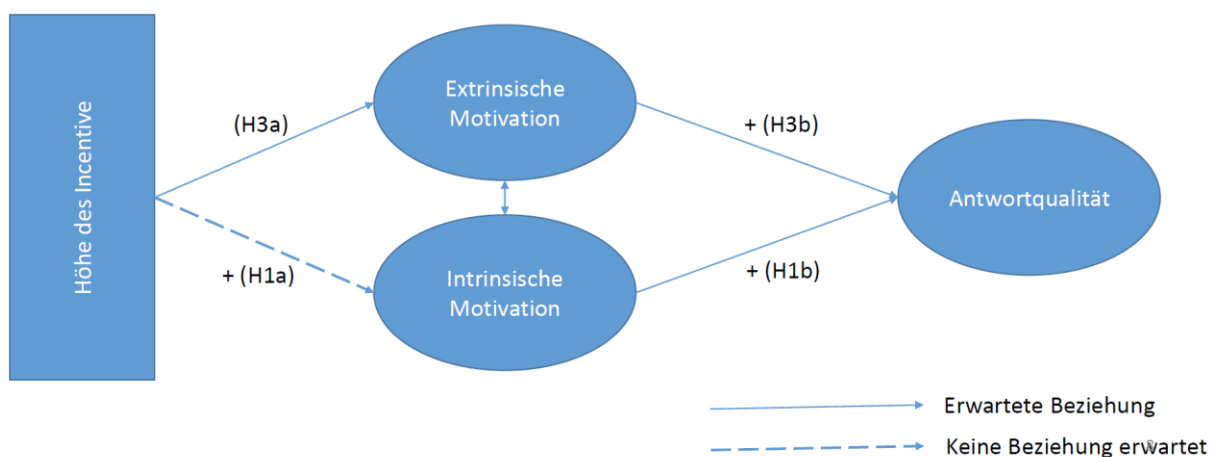 Höhe des Incentive
(H3a)
+ (H1a)
Extrinsische
Motivation
Intrinsische
Motivation
+ (H3b)
+ (H1b)
Antwortqualität
Erwartete Beziehung
Keine Beziehung erwartet